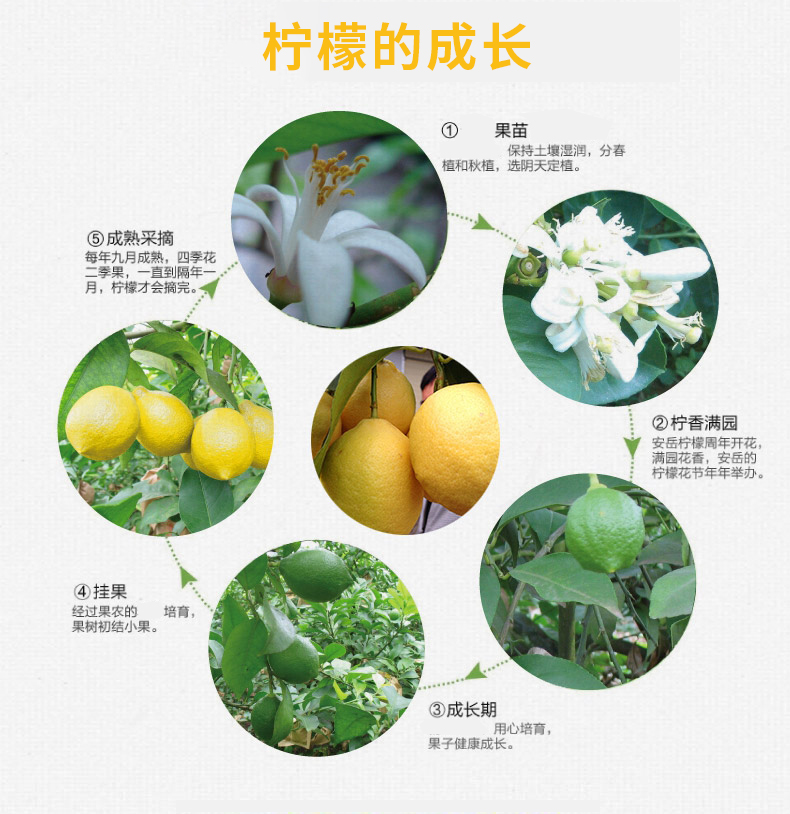 柠檬的成长
① 果苗
保持土壤湿润，分春
植和秋植，选阴天定植。
⑤成熟采摘
每年九月成熟，四季花
二季果，一直到隔年一
月，柠檬才会摘完。
②柠香满园
安岳柠檬周年开花，
满园花香，安岳的
柠檬花节年年举办。
④挂果
经过果农的 培育，
果树初结小果。
③成长期
用心培育，
果子健康成长。